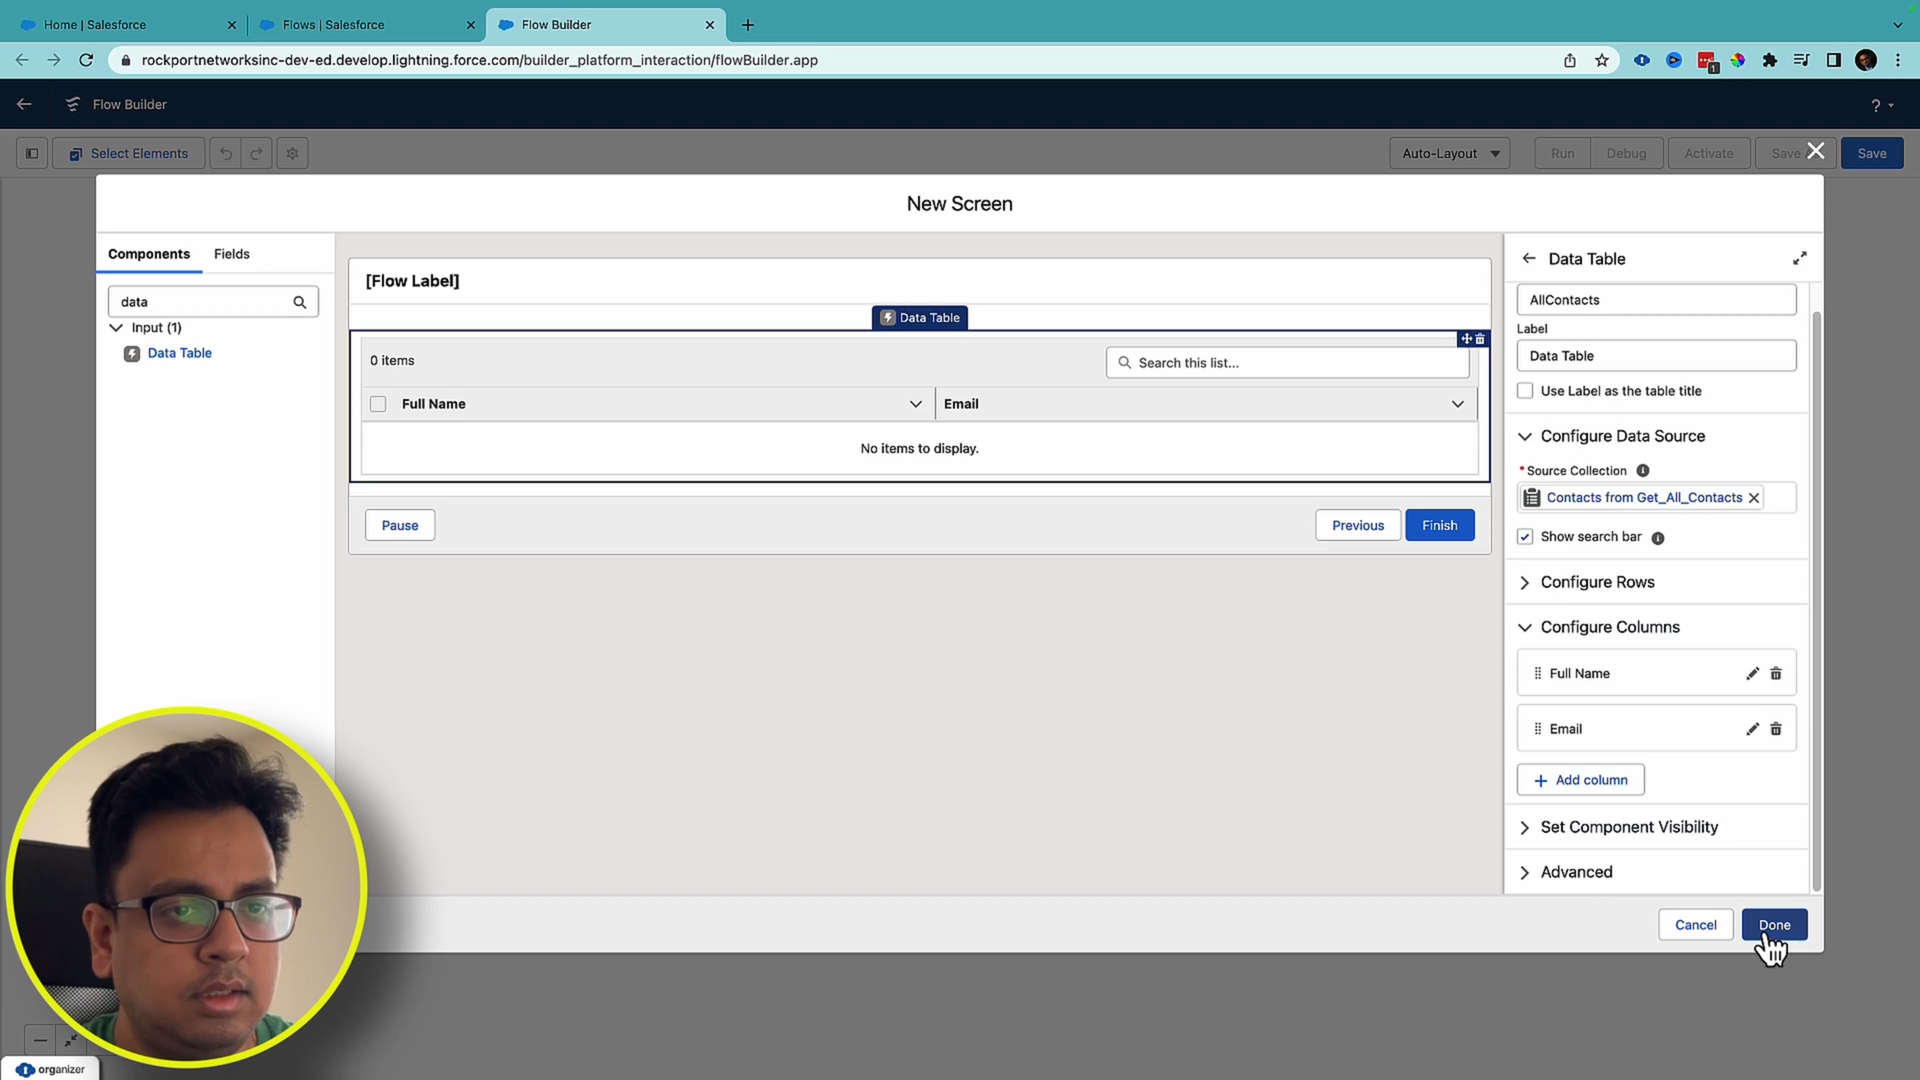 Home | Salesforce
Flows | Salesforce
Flow Builder
rockportnetworksinc-dev-ed.develop.lightning.force.com/builder_platform_interaction/flowBuilder.app
1
Flow Builder
?
Select Elements
Auto-Layout
Run
Debug
Activate
Save
Save
New Screen
Components
Fields
data
Input (1)
Data Table
[Flow Label]
Data Table
0 items
Search this list...
Full Name
Email
No items to display.
Pause
Previous
Finish
Data Table
AllContacts
Label
Data Table
Use Label as the table title
Configure Data Source
* Source Collection
Contacts from Get_All_Contacts
Show search bar
Configure Rows
Configure Columns
Full Name
Email
+ Add column
Set Component Visibility
Advanced
Cancel
Done
organizer